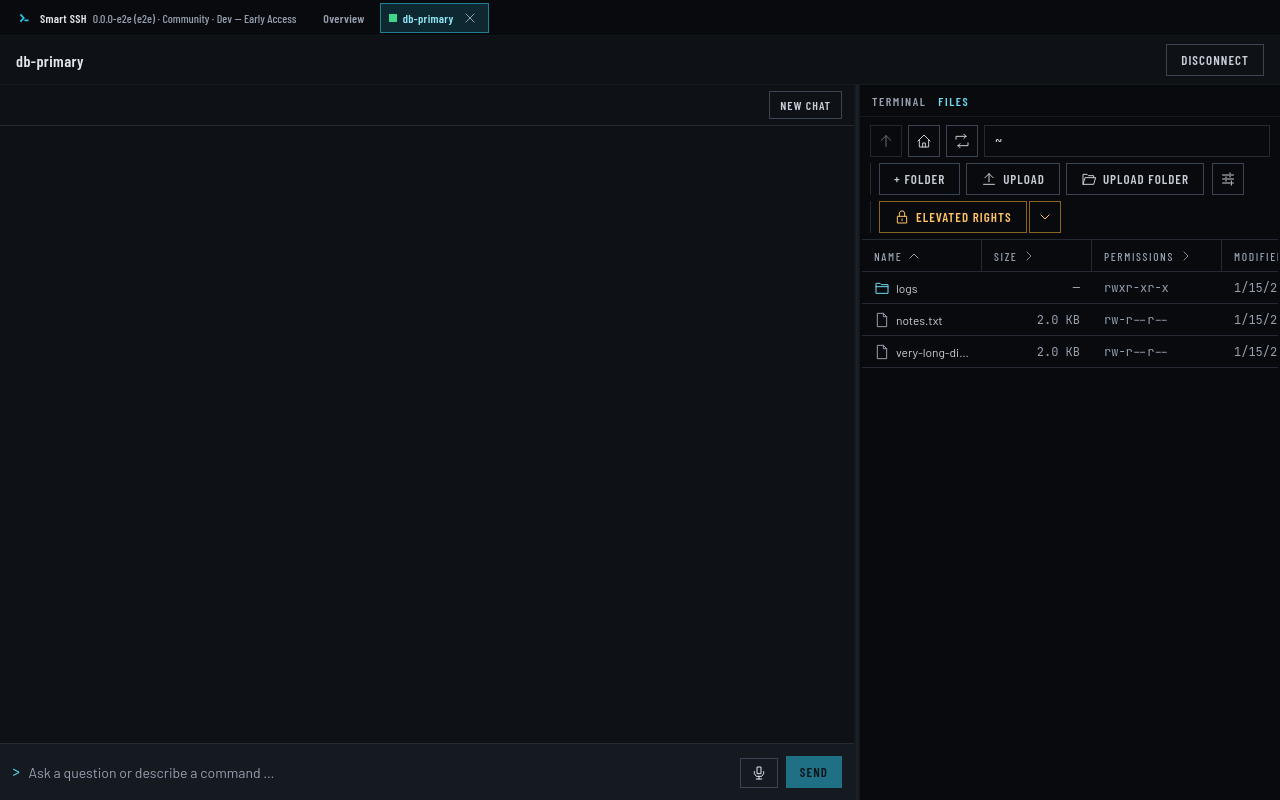 Smart SSH 0.0.0-e2e (e2e) · Community · Dev — Early Access Overview db-primary
db-primary DISCONNECT
NEW CHAT
TERMINAL FILES
~
+ FOLDER UPLOAD UPLOAD FOLDER
ELEVATED RIGHTS
NAME SIZE PERMISSIONS MODIFIE
logs — rwxr-xr-x 1/15/2
notes.txt 2.0 KB rw-r--r-- 1/15/2
very-long-di... 2.0 KB rw-r--r-- 1/15/2
> Ask a question or describe a command ... SEND